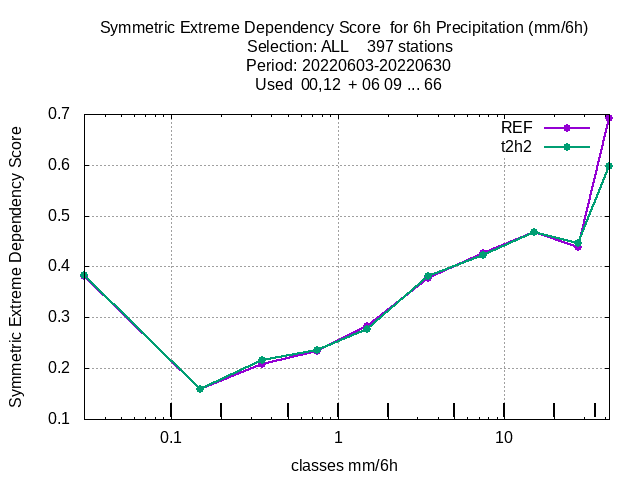 Symmetric Extreme Dependency Score  for 6h Precipitation (mm/6h)
Selection: ALL    397 stations
Period: 20220603-20220630
Used  00,12  + 06 09 ... 66
0.7
0.6
0.5
0.4
0.3
0.2
0.1
Symmetric Extreme Dependency Score
REF
t2h2
0.1
1
10
classes mm/6h